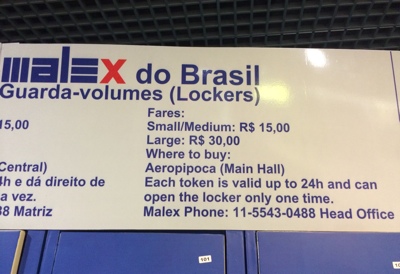 malex do Brasil
Guarda-volumes (Lockers)
15,00
Central)
4h e dá direito de
a vez.
88 Matriz
Fares:
Small/Medium: R$ 15,00
Large: R$ 30,00
Where to buy:
Aeropipoca (Main Hall)
Each token is valid up to 24h and can
open the locker only one time.
Malex Phone: 11-5543-0488 Head Office
101